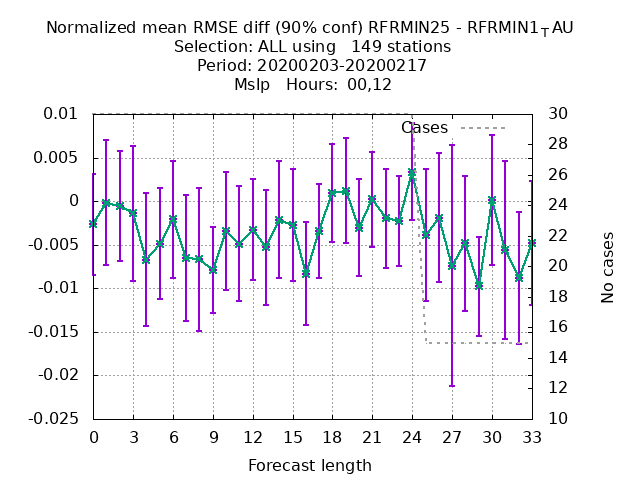 Normalized mean RMSE diff (90% conf) RFRMIN25 - RFRMIN1_TAU
Selection: ALL using   149 stations
Period: 20200203-20200217
Mslp   Hours:  00,12
Cases
0.01
0.005
0
-0.005
-0.01
-0.015
-0.02
-0.025
30
28
26
24
22
20
18
16
14
12
10
No cases
0 3 6 9 12 15 18 21 24 27 30 33
Forecast length